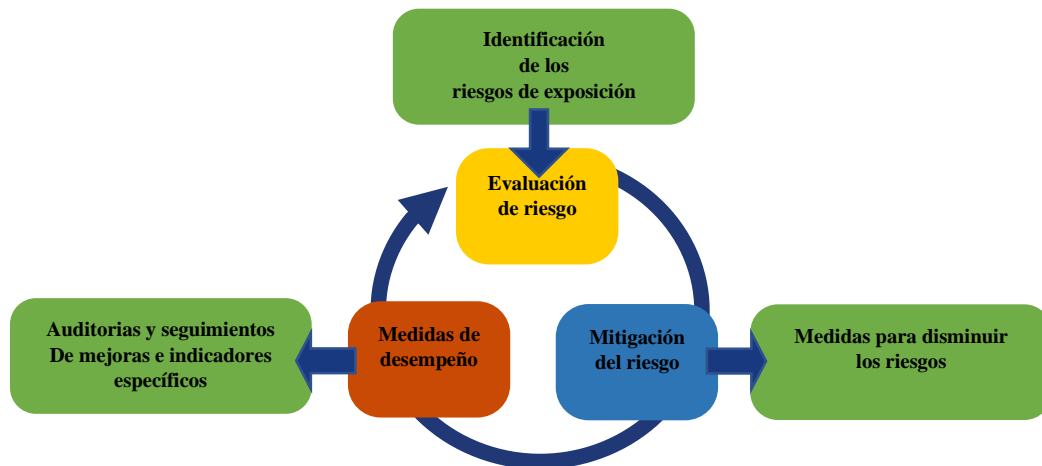 Identificación
de los
riesgos de exposición
Evaluación
de riesgo
Auditorias y seguimientos
De mejoras e indicadores
específicos
Medidas de
desempeño
Mitigación
del riesgo
Medidas para disminuir
los riesgos